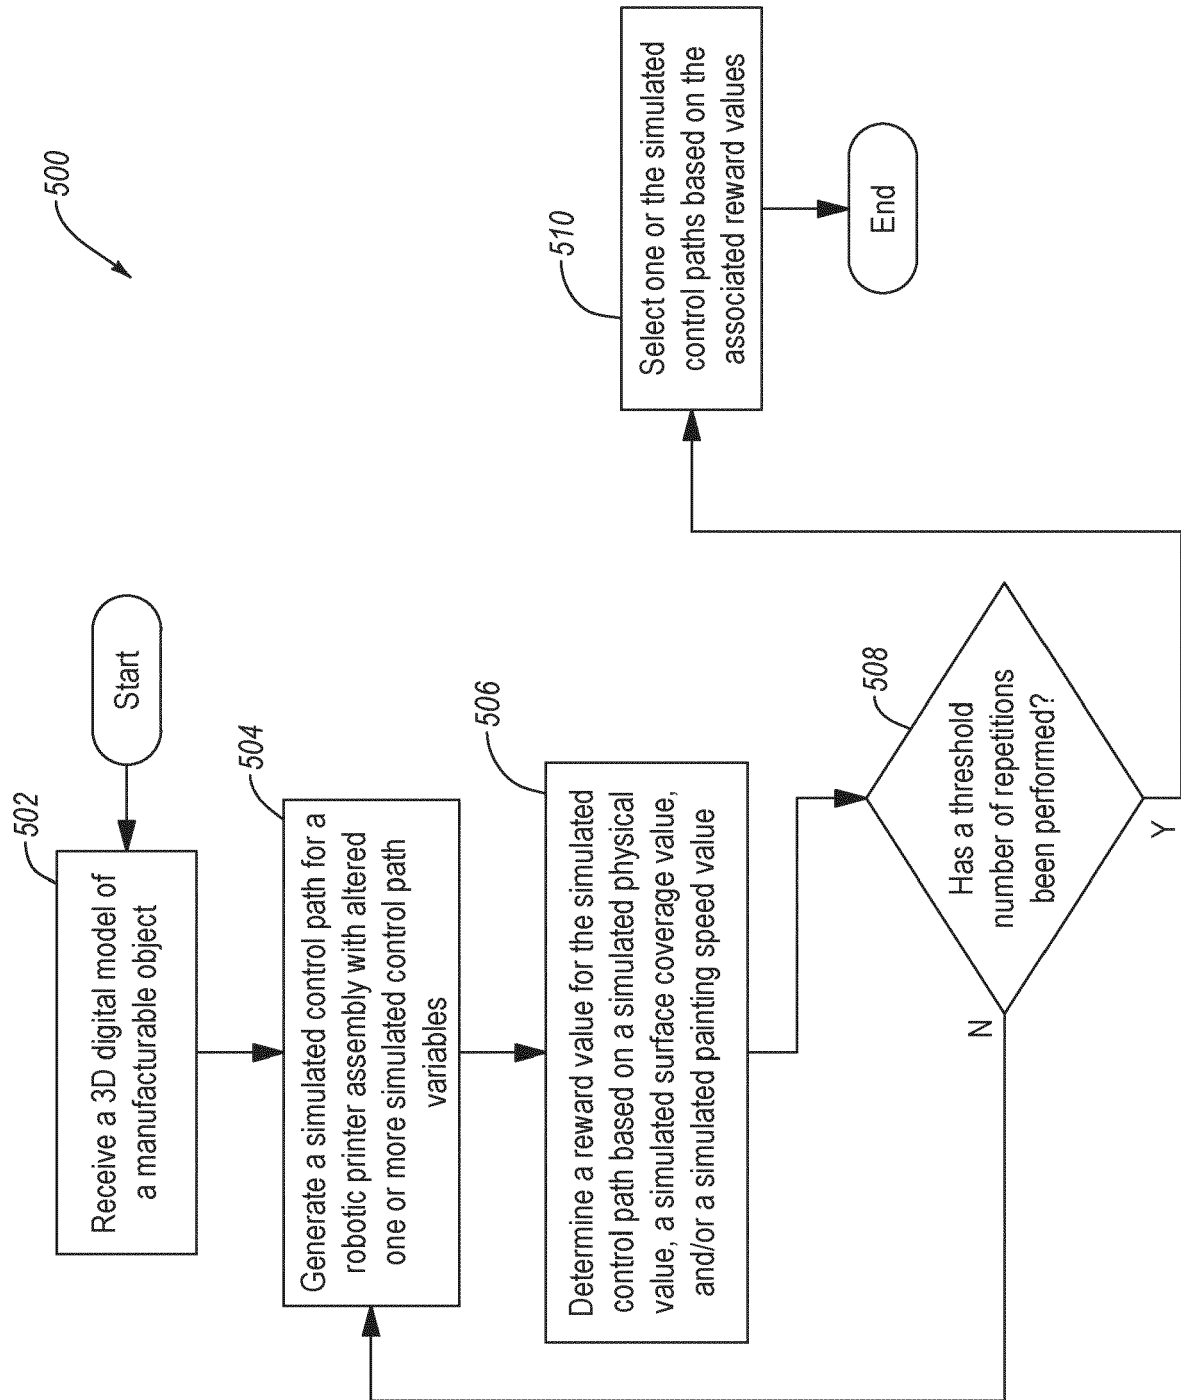 500
Start
502
Receive a 3D digital model of
a manufacturable object
504
Generate a simulated control path for a
robotic printer assembly with altered
one or more simulated control path
variables
506
Determine a reward value for the simulated
control path based on a simulated physical
value, a simulated surface coverage value,
and/or a simulated painting speed value
508
Has a threshold
number of repetitions
been performed?
N
Y
510
Select one or the simulated
control paths based on the
associated reward values
End